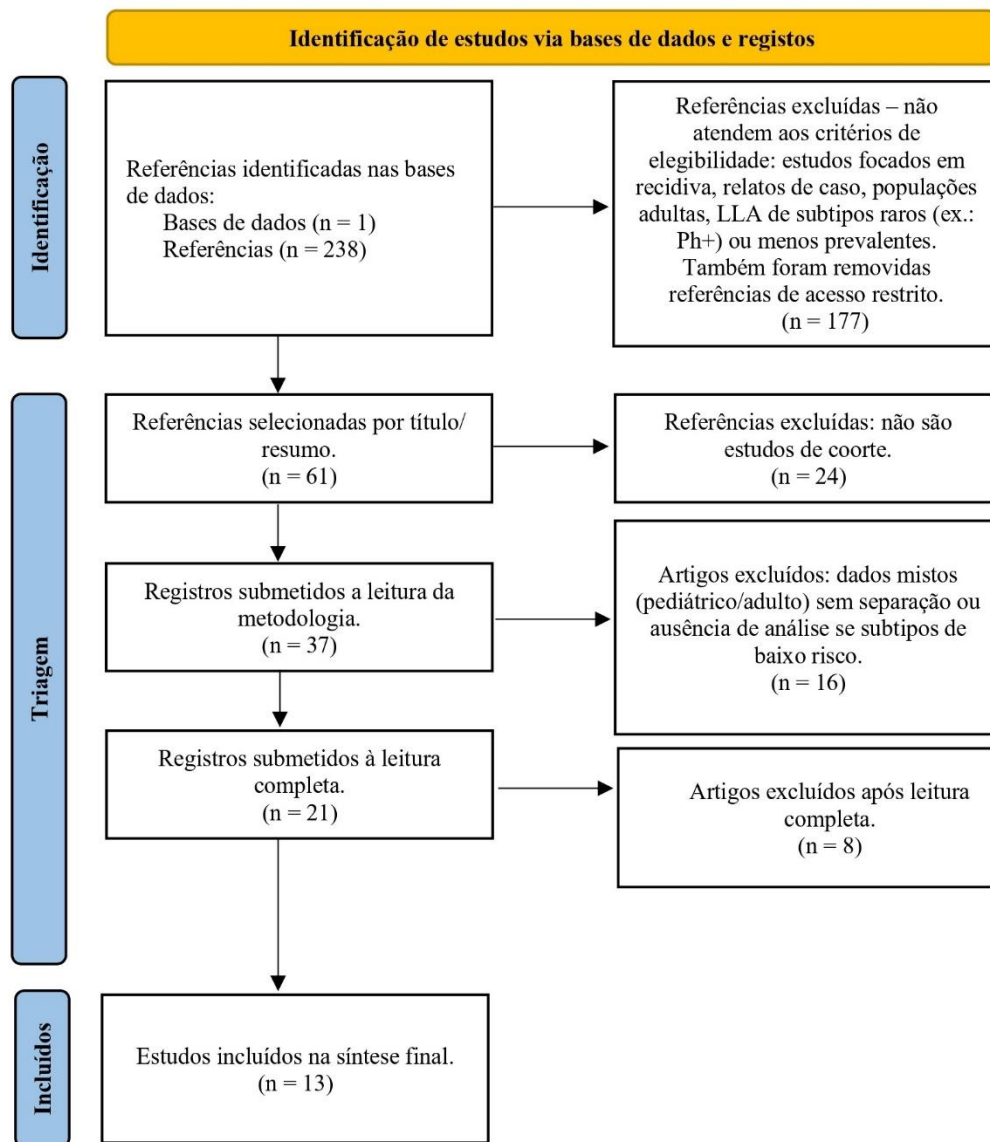 Identificação de estudos via bases de dados e registos
Identificação
Referências identificadas nas bases
de dados:
Bases de dados (n = 1)
Referências (n = 238)
Referências excluídas – não
atendem aos critérios de
elegibilidade: estudos focados em
recidiva, relatos de caso, populações
adultas, LLA de subtipos raros (ex.:
Ph+) ou menos prevalentes.
Também foram removidas
referências de acesso restrito.
(n = 177)
Triagem
Referências selecionadas por título/
resumo.
(n = 61)
Referências excluídas: não são
estudos de coorte.
(n = 24)
Registros submetidos a leitura da
metodologia.
(n = 37)
Artigos excluídos: dados mistos
(pediátrico/adulto) sem separação ou
ausência de análise se subtipos de
baixo risco.
(n = 16)
Registros submetidos à leitura
completa.
(n = 21)
Artigos excluídos após leitura
completa.
(n = 8)
Incluídos
Estudos incluídos na síntese final.
(n = 13)